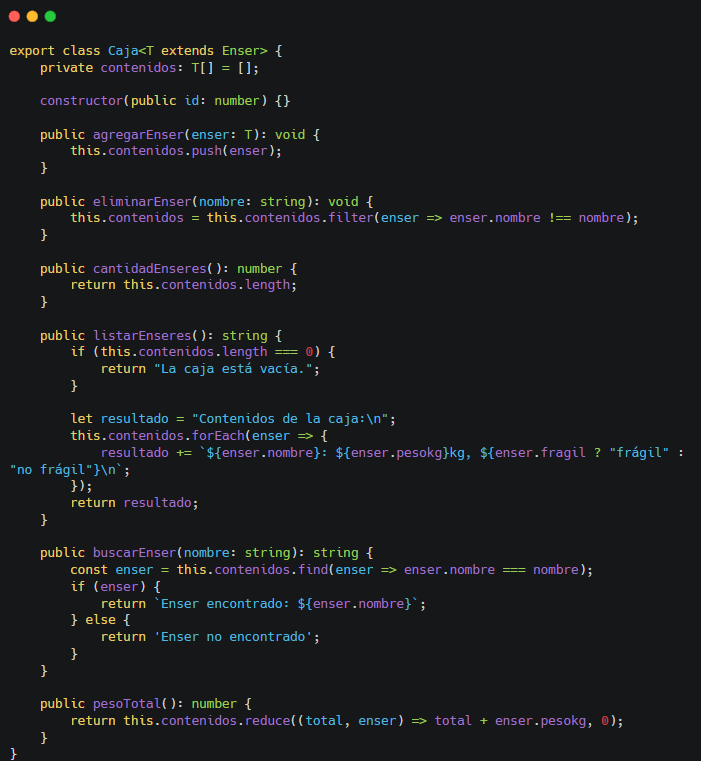 export class Caja<T extends Enser> {
    private contenidos: T[] = [];

    constructor(public id: number) {}

    public agregarEnser(enser: T): void {
        this.contenidos.push(enser);
    }

    public eliminarEnser(nombre: string): void {
        this.contenidos = this.contenidos.filter(enser => enser.nombre !== nombre);
    }

    public cantidadEnseres(): number {
        return this.contenidos.length;
    }

    public listarEnseres(): string {
        if (this.contenidos.length === 0) {
            return "La caja está vacía.";
        }

        let resultado = "Contenidos de la caja:\n";
        this.contenidos.forEach(enser => {
            resultado += `${enser.nombre}: ${enser.pesokg}kg, ${enser.fragil ? "frágil" :
"no frágil"}\n`;
        });
        return resultado;
    }

    public buscarEnser(nombre: string): string {
        const enser = this.contenidos.find(enser => enser.nombre === nombre);
        if (enser) {
            return `Enser encontrado: ${enser.nombre}`;
        } else {
            return 'Enser no encontrado';
        }
    }

    public pesoTotal(): number {
        return this.contenidos.reduce((total, enser) => total + enser.pesokg, 0);
    }
}